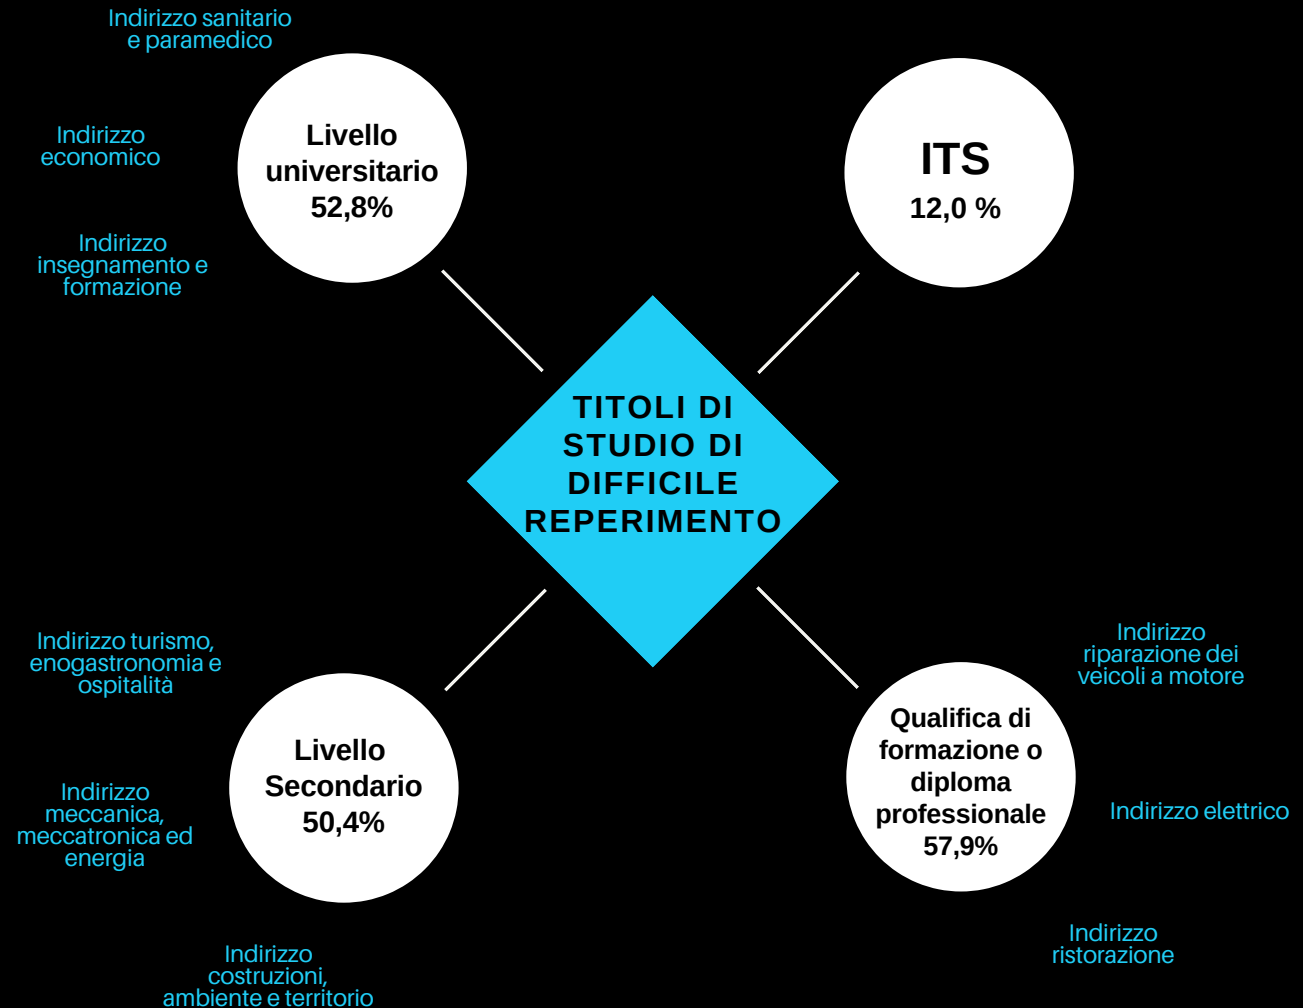 Indirizzo sanitario
e paramedico
Indirizzo
economico
Indirizzo
insegnamento e
formazione
Livello
universitario
52,8%
ITS
12,0 %
TITOLI DI
STUDIO DI
DIFFICILE
REPERIMENTO
Indirizzo turismo,
enogastronomia e
ospitalità
Indirizzo
meccanica,
meccatronica ed
energia
Indirizzo
costruzioni,
ambiente e territorio
Livello
Secondario
50,4%
Qualifica di
formazione o
diploma
professionale
57,9%
Indirizzo
riparazione dei
veicoli a motore
Indirizzo elettrico
Indirizzo
ristorazione